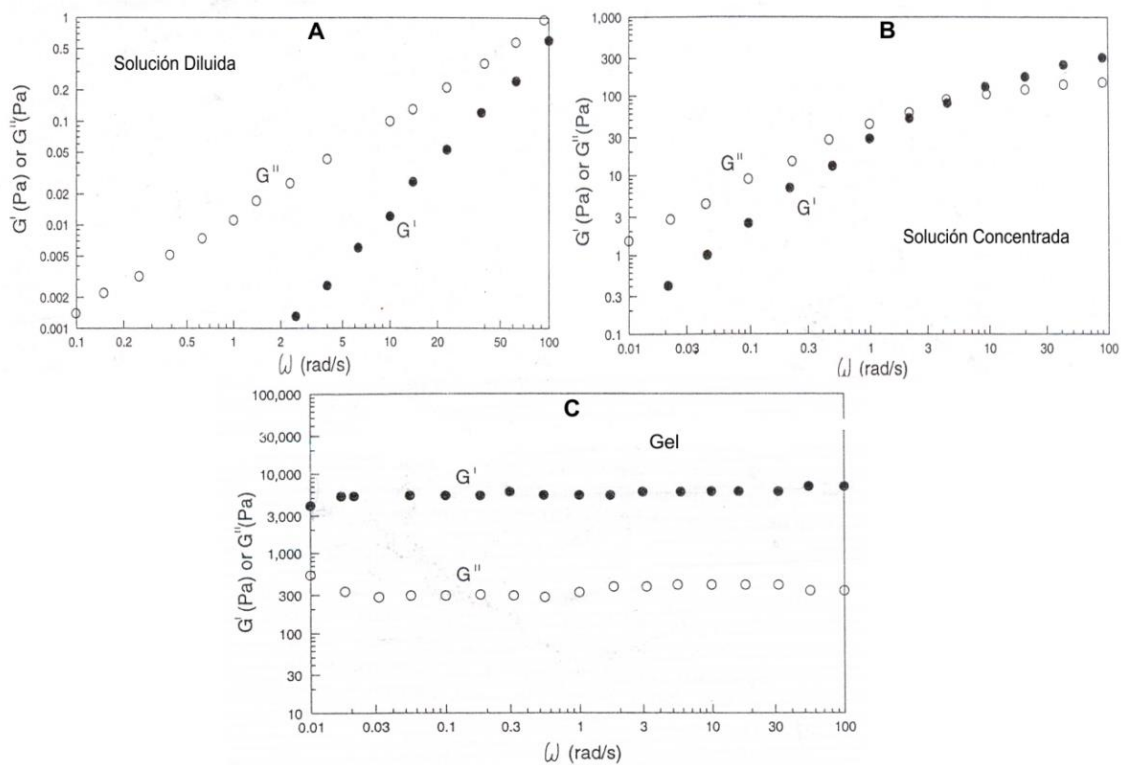 A
Solución Diluida
G' (Pa) or G" (Pa)
1
0.5
0.2
0.1
0.05
0.02
0.01
0.005
0.002
0.001
G"
G'
0.1 0.2 0.5 1 2 5 10 20 50 100
ω (rad/s)
B
G' (Pa) or G" (Pa)
1,000
300
100
30
10
3
1
0.3
0.1
G"
G'
Solución Concentrada
0.01 0.03 0.1 0.3 1 3 10 30 100
ω (rad/s)
C
Gel
G' (Pa) or G" (Pa)
100,000
30,000
10,000
3,000
1,000
300
100
30
10
G'
G"
0.01 0.03 0.1 0.3 1 3 10 30 100
ω (rad/s)